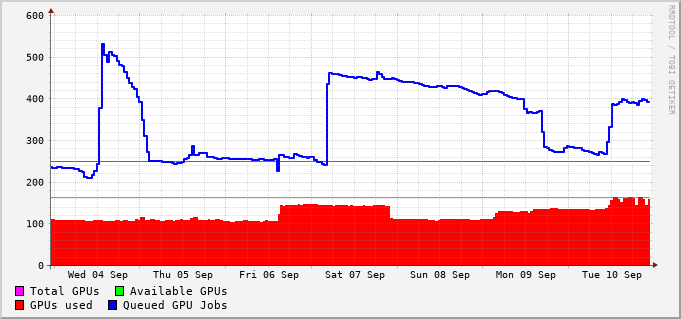 RRDTOOL / TOBI OETIKER
600
500
400
300
200
100
0
Wed 04 Sep Thu 05 Sep Fri 06 Sep Sat 07 Sep Sun 08 Sep Mon 09 Sep Tue 10 Sep
Total GPUs Available GPUs
GPUs used Queued GPU Jobs